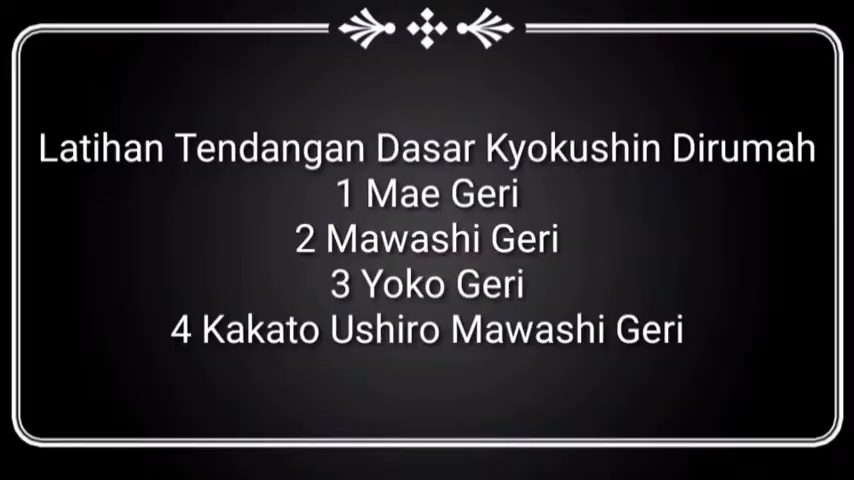 Latihan Tendangan Dasar Kyokushin Dirumah
1 Mae Geri
2 Mawashi Geri
3 Yoko Geri
4 Kakato Ushiro Mawashi Geri